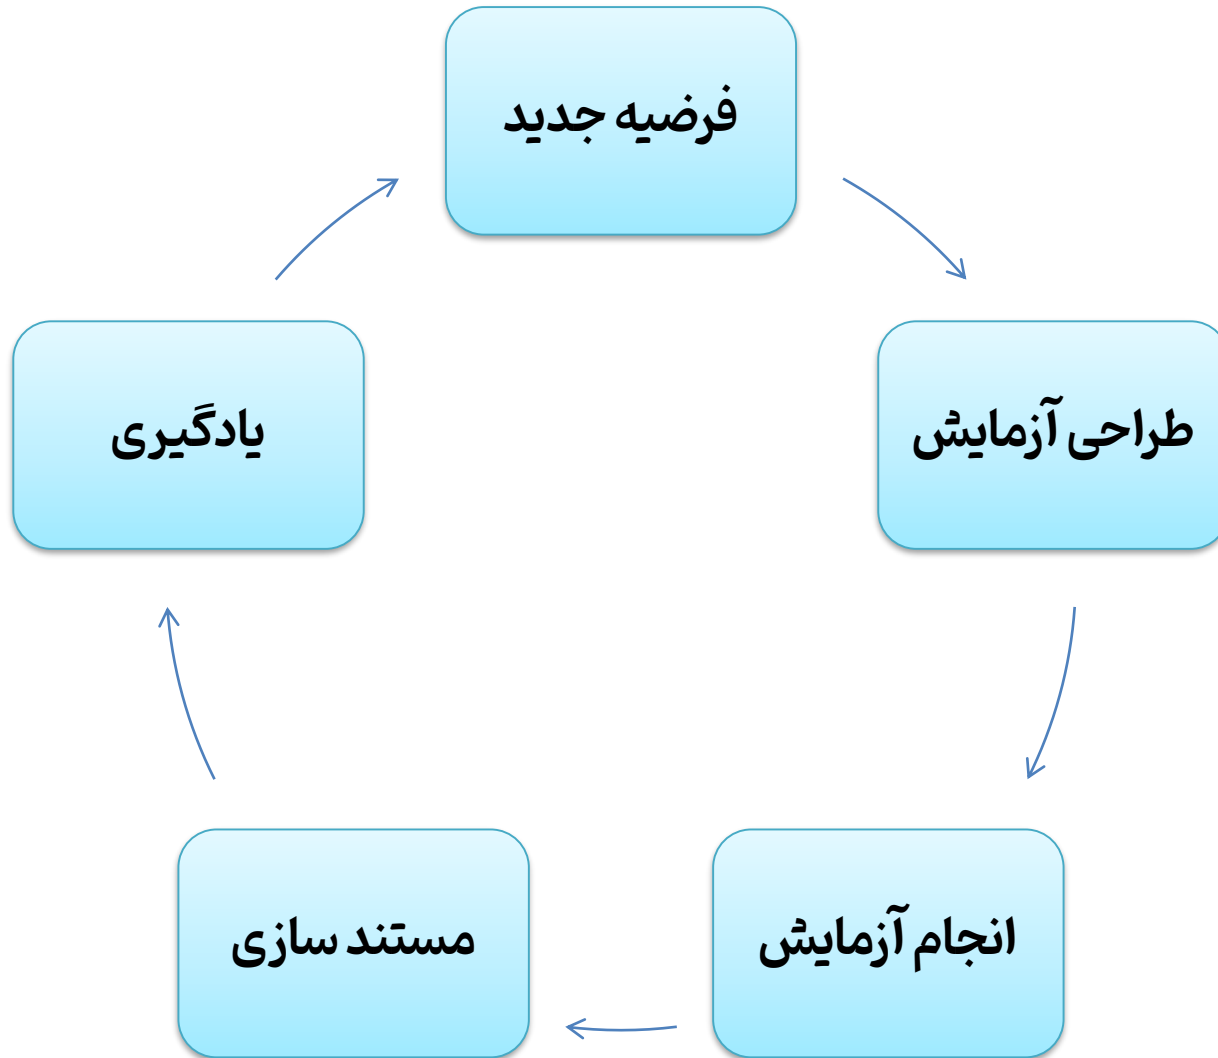 فرضیه جدید
طراحی آزمایش
انجام آزمایش
مستند سازی
یادگیری